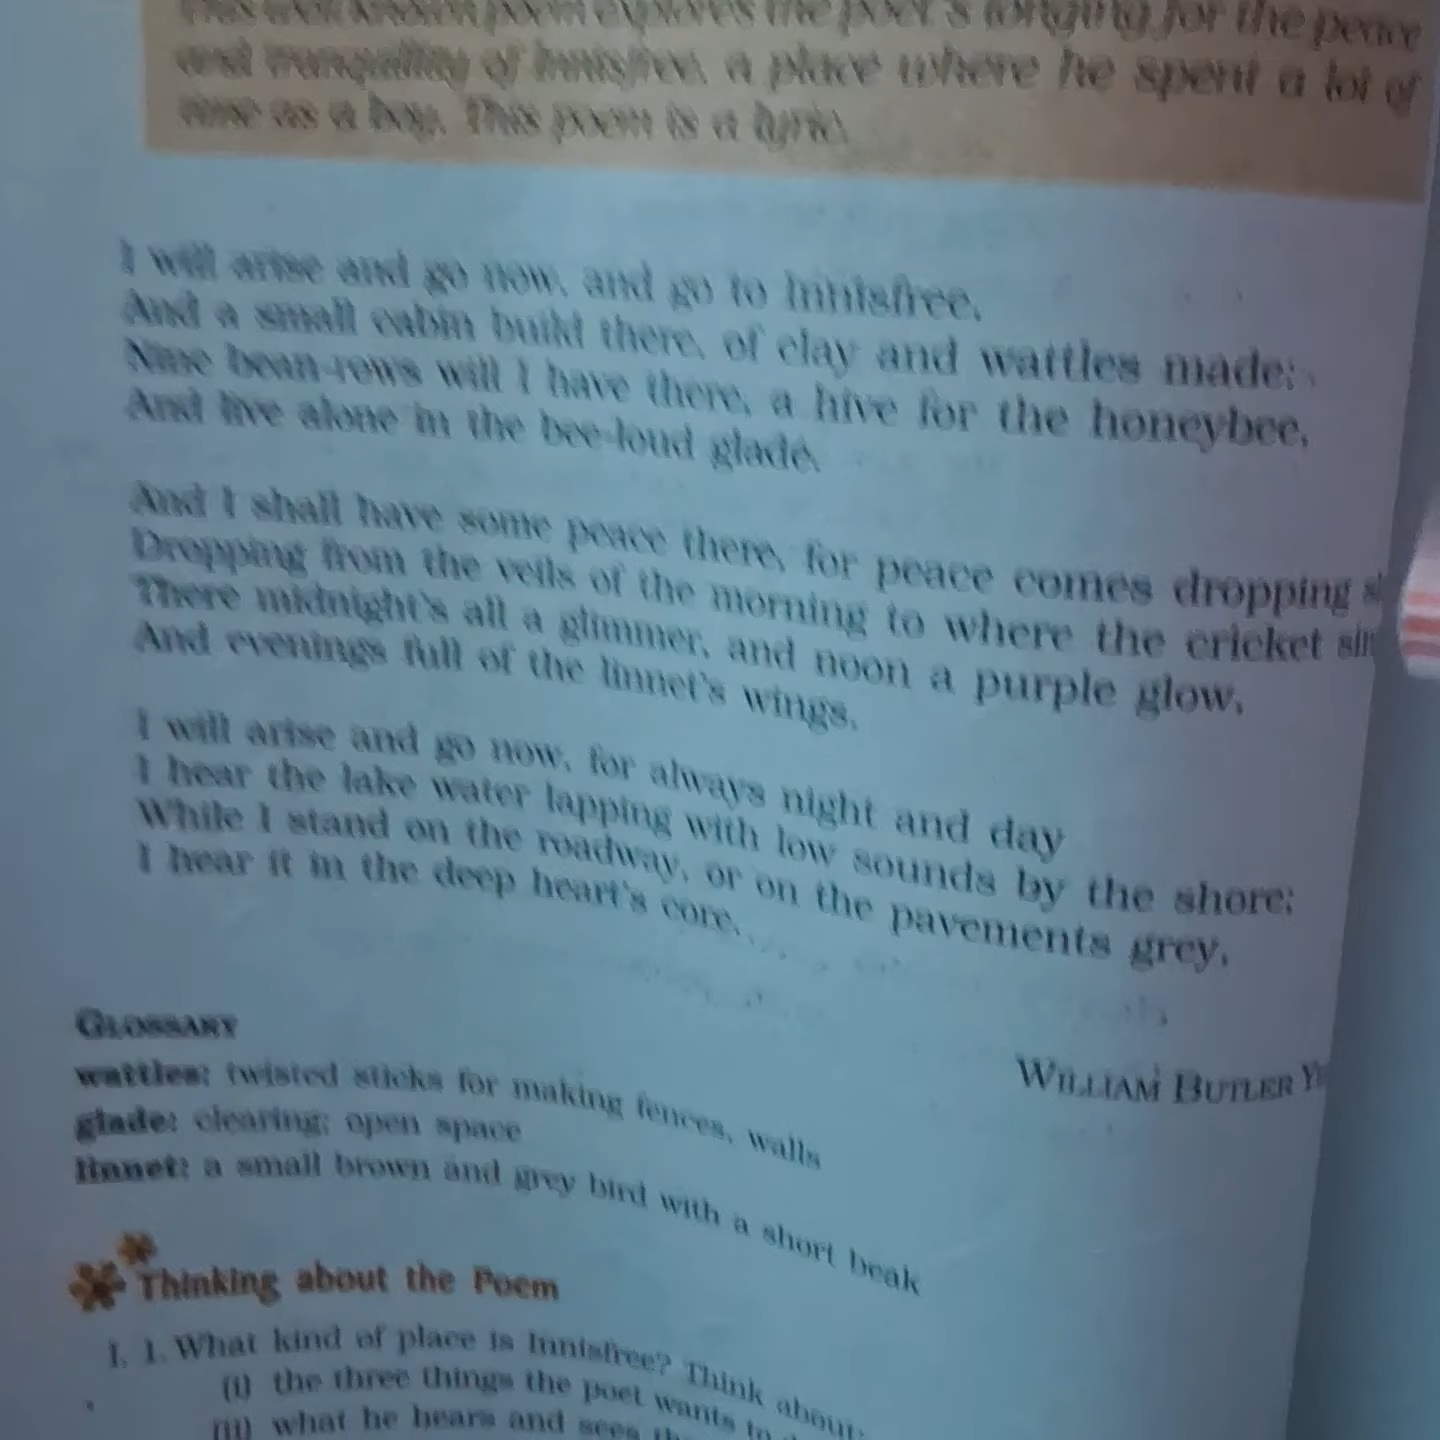 This well known poem explores the poet's longing for the peace
and tranquility of Innisfree, a place where he spent a lot of
time as a boy. This poem is a lyric.
I will arise and go now, and go to Innisfree,
And a small cabin build there, of clay and wattles made:
Nine bean-rows will I have there, a hive for the honeybee,
And live alone in the bee-loud glade.
And I shall have some peace there, for peace comes dropping
Dropping from the veils of the morning to where the cricket
There midnight's all a glimmer, and noon a purple glow,
And evenings full of the linnet's wings.
I will arise and go now, for always night and day
I hear the lake water lapping with low sounds by the shore;
While I stand on the roadway, or on the pavements grey,
I hear it in the deep heart's core.
WILLIAM BUTLER
GLOSSARY
wattles: twisted sticks for making fences, walls
glade: clearing; open space
linnet: a small brown and grey bird with a short beak
Thinking about the Poem
I. 1. What kind of place is Innisfree? Think about:
(i) the three things the poet wants to
(ii) what he hears and sees